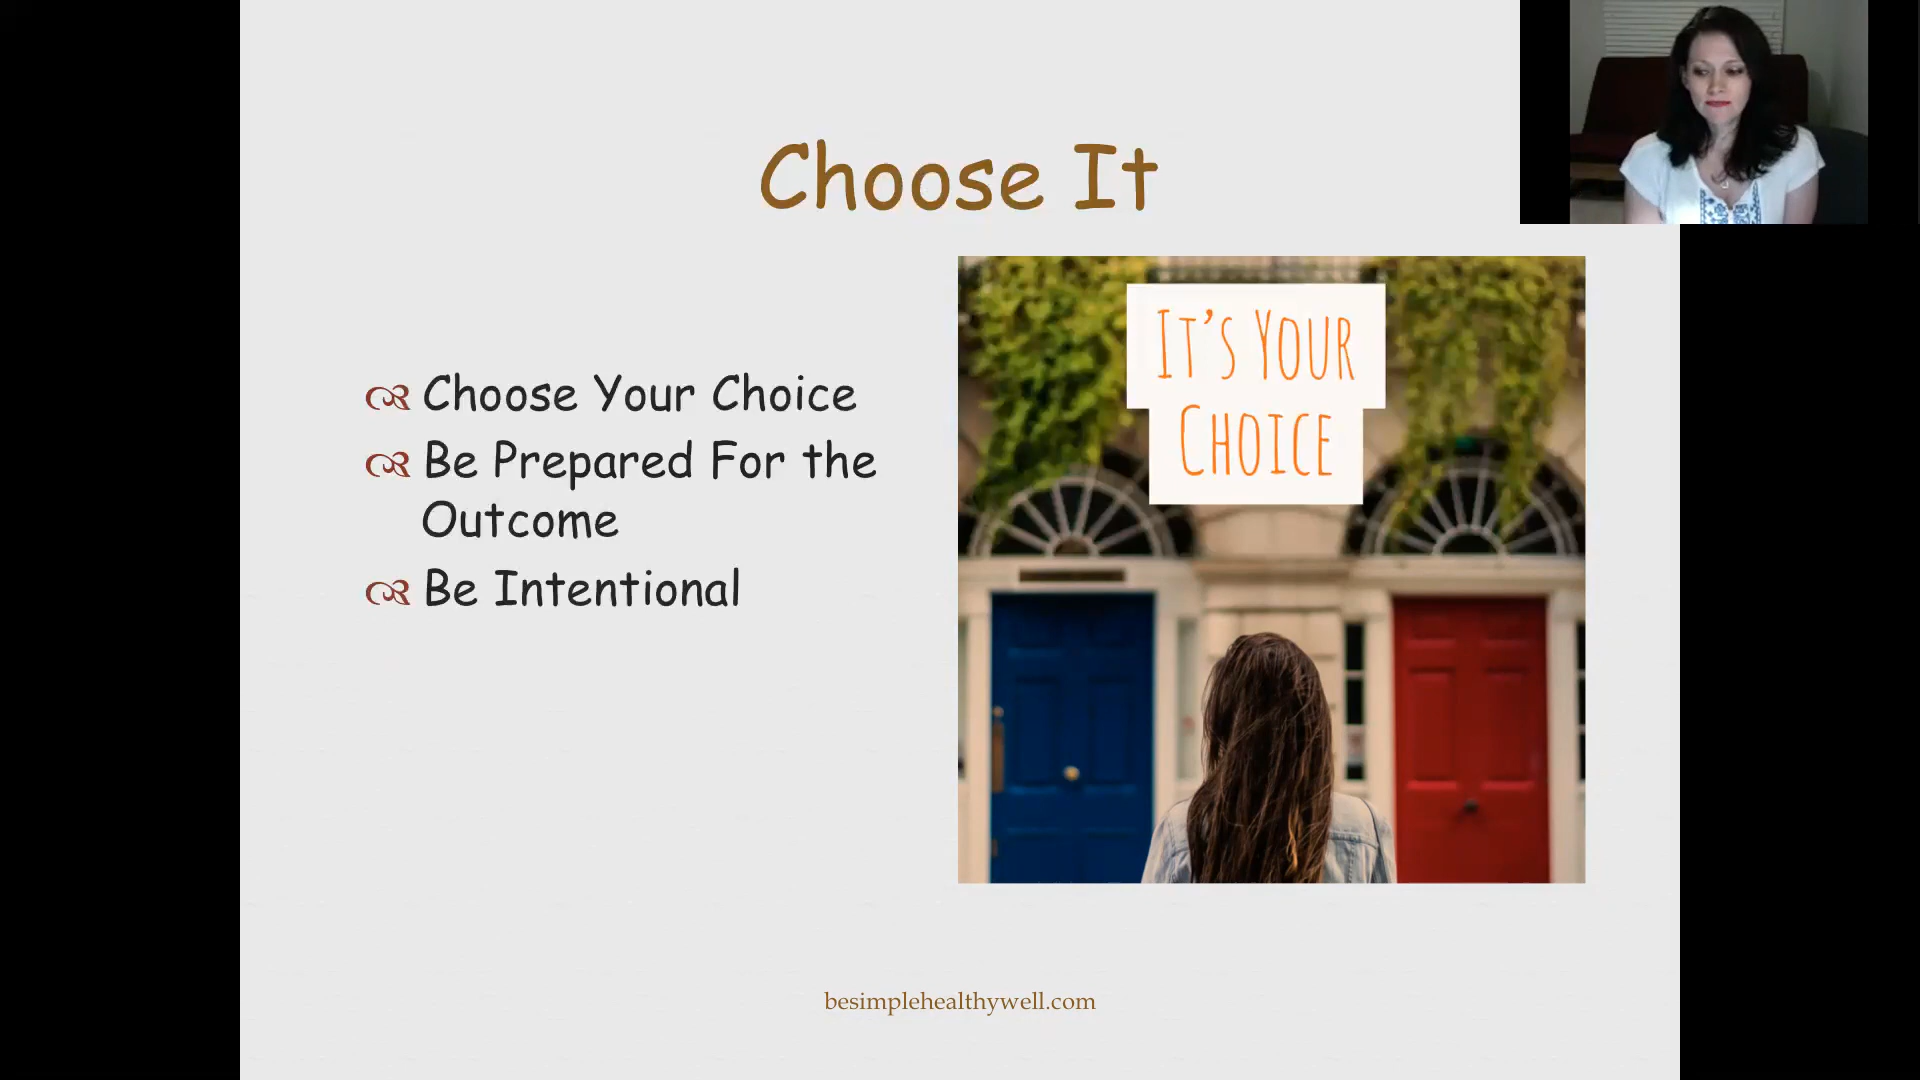 Choose It
Choose Your Choice
Be Prepared For the
Outcome
Be Intentional
It's Your
Choice
besimplehealthywell.com